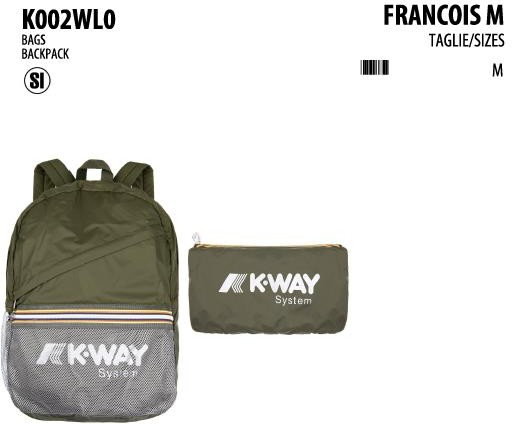 K002WL0
BAGS
BACKPACK
SI
FRANCOIS M
TAGLIE/SIZES
M
K-WAY
System
K-WAY
System